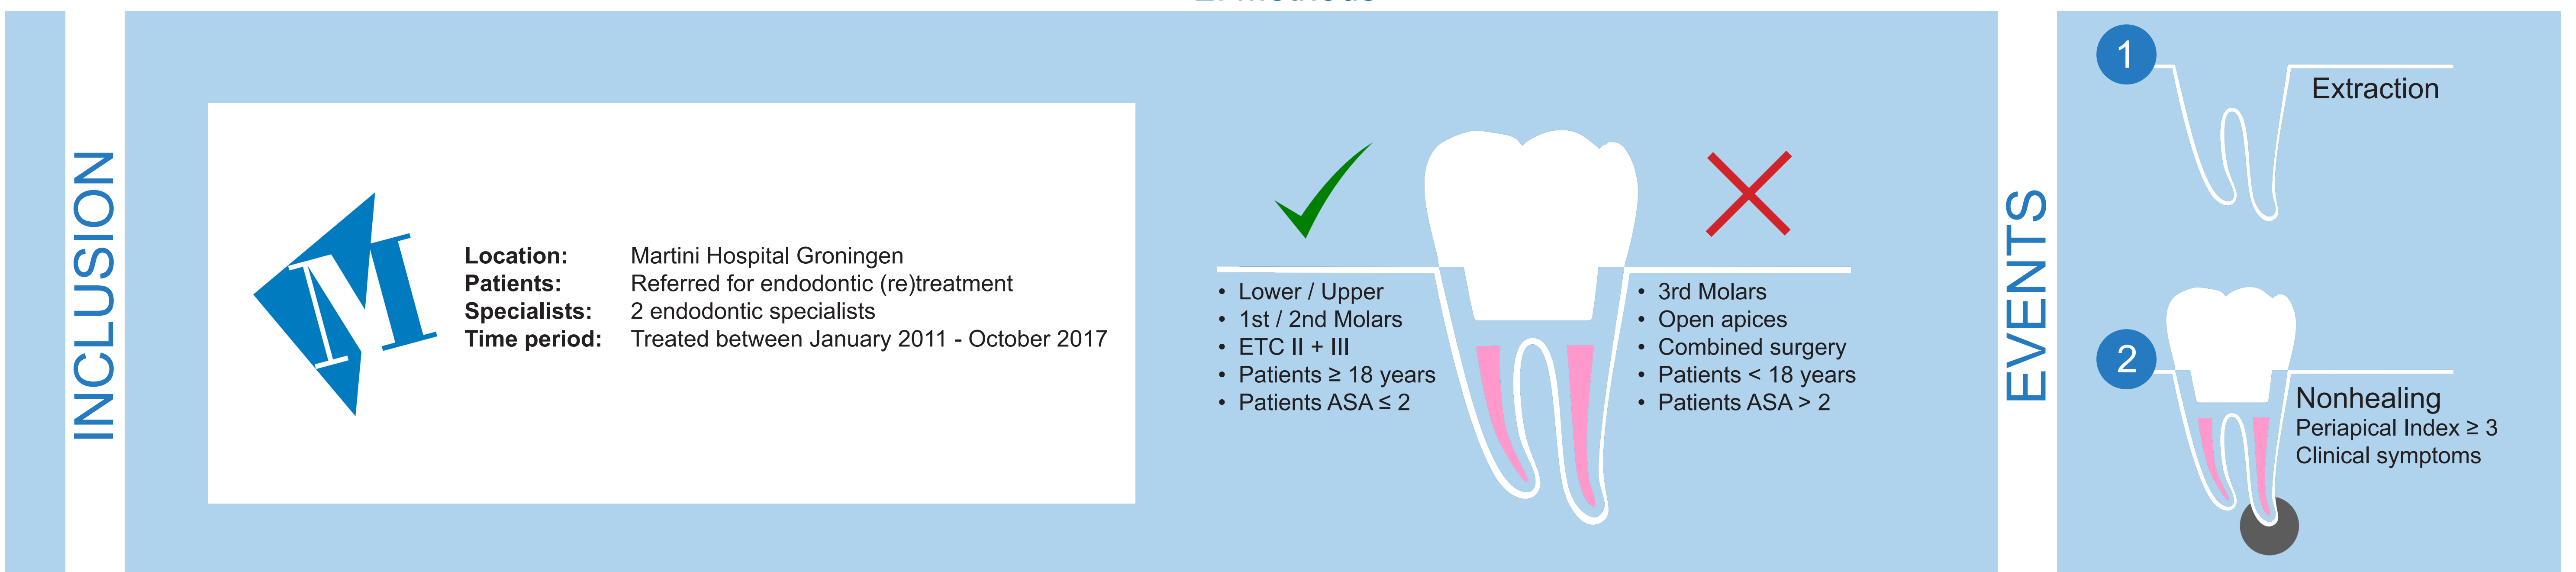 INCLUSION
M
Location: Martini Hospital Groningen
Patients: Referred for endodontic (re)treatment
Specialists: 2 endodontic specialists
Time period: Treated between January 2011 - October 2017
• Lower / Upper
• 1st / 2nd Molars
• ETC II + III
• Patients ≥ 18 years
• Patients ASA ≤ 2
• 3rd Molars
• Open apices
• Combined surgery
• Patients < 18 years
• Patients ASA > 2
EVENTS
1
Extraction
2
Nonhealing
Periapical Index ≥ 3
Clinical symptoms